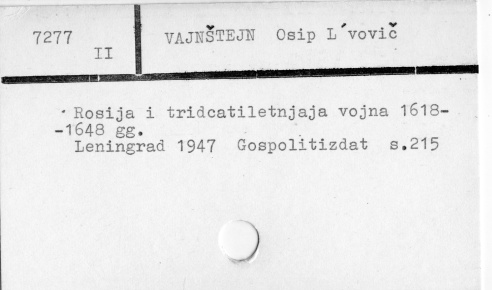 7277
II
VAJNŠTEJN Osip L´vovič
Rosija i tridcatiletnjaja vojna 1618-
-1648 gg.
Leningrad 1947 Gospolitizdat s.215